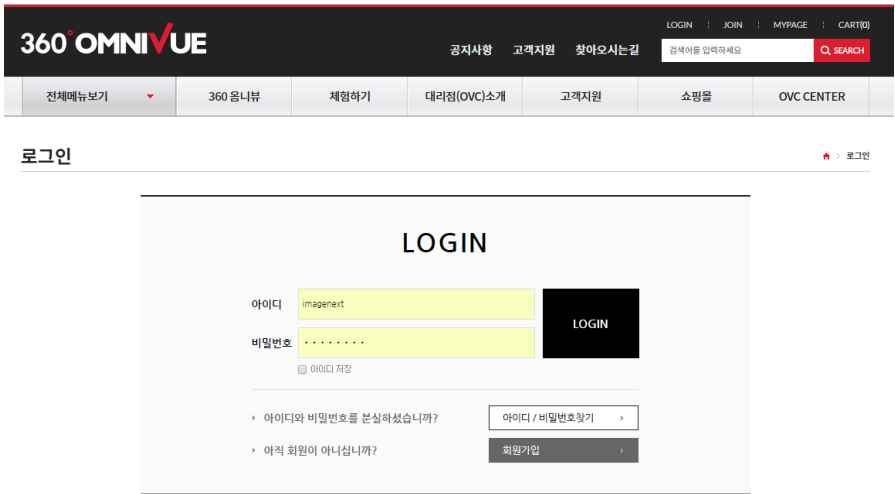 LOGIN : JOIN : MYPAGE : CART(0)
360°OMNIVUE
공지사항 고객지원 찾아오시는길 검색어를 입력하세요 SEARCH
전체메뉴보기 360 옴니뷰 체험하기 대리점(OVC)소개 고객지원 쇼핑몰 OVC CENTER
로그인 > 로그인
LOGIN
아이디 imagenext
LOGIN
비밀번호 ········
아이디 저장
아이디와 비밀번호를 분실하셨습니까? 아이디 / 비밀번호찾기 ›
아직 회원이 아니십니까? 회원가입 ›